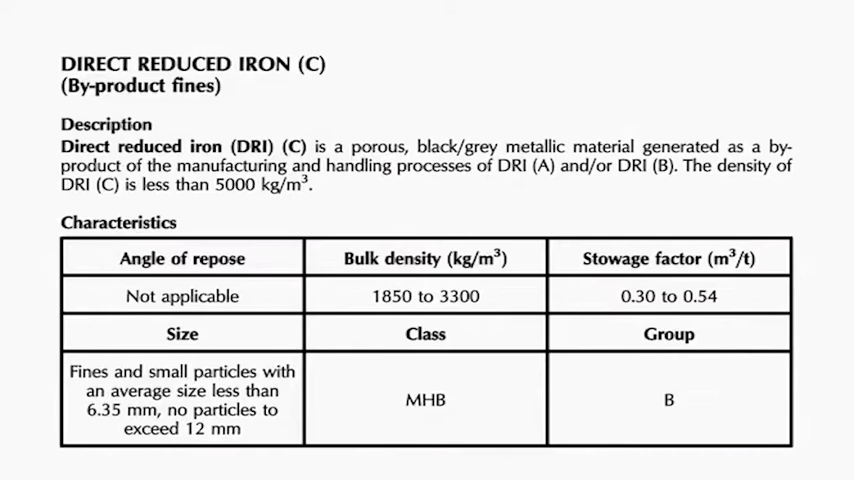 DIRECT REDUCED IRON (C)
(By-product fines)
Description
Direct reduced iron (DRI) (C) is a porous, black/grey metallic material generated as a by-
product of the manufacturing and handling processes of DRI (A) and/or DRI (B). The density of
DRI (C) is less than 5000 kg/m³.
Characteristics
Angle of repose Bulk density (kg/m³) Stowage factor (m³/t)
Not applicable 1850 to 3300 0.30 to 0.54
Size Class Group
Fines and small particles with
an average size less than
6.35 mm, no particles to
exceed 12 mm
MHB
B